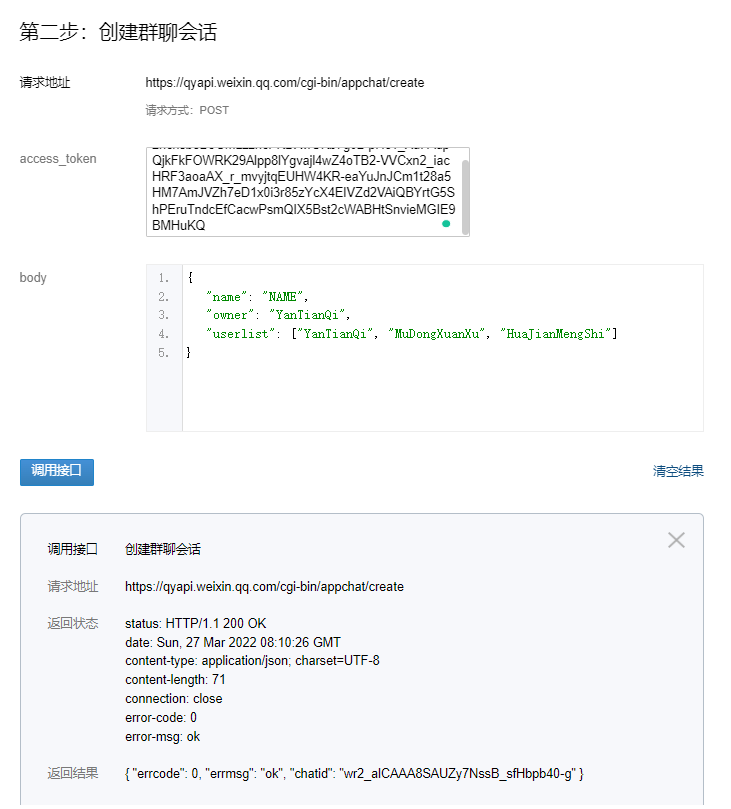 第二步：创建群聊会话
请求地址 https://qyapi.weixin.qq.com/cgi-bin/appchat/create
请求方式：POST
access_token
QjkFkFOWRK29Alpp8lYgvajl4wZ4oTB2-VVCxn2_iac
HRF3aoaAX_r_mvyjtqEUHW4KR-eaYuJnJCm1t28a5
HM7AmJVZh7eD1x0i3r85zYcX4ElVZd2VAiQBYrtG5S
hPEruTndcEfCacwPsmQIX5Bst2cWABHtSnvieMGIE9
BMHuKQ
body
1. {
2. "name": "NAME",
3. "owner": "YanTianQi",
4. "userlist": ["YanTianQi", "MuDongXuanXu", "HuaJianMengShi"]
5. }
调用接口 清空结果
调用接口 创建群聊会话
请求地址 https://qyapi.weixin.qq.com/cgi-bin/appchat/create
返回状态 status: HTTP/1.1 200 OK
date: Sun, 27 Mar 2022 08:10:26 GMT
content-type: application/json; charset=UTF-8
content-length: 71
connection: close
error-code: 0
error-msg: ok
返回结果 { "errcode": 0, "errmsg": "ok", "chatid": "wr2_alCAAA8SAUZy7NssB_sfHbpb40-g" }